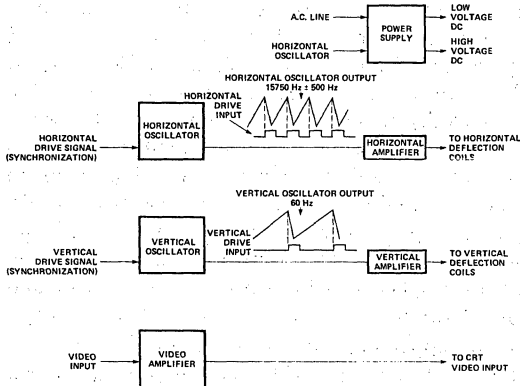 A.C. LINE
HORIZONTAL
OSCILLATOR
POWER
SUPPLY
LOW
VOLTAGE
DC
HIGH
VOLTAGE
DC
HORIZONTAL OSCILLATOR OUTPUT
15750 Hz ± 500 Hz
HORIZONTAL
DRIVE
INPUT
HORIZONTAL
DRIVE SIGNAL
(SYNCHRONIZATION)
HORIZONTAL
OSCILLATOR
HORIZONTAL
AMPLIFIER
TO HORIZONTAL
DEFLECTION
COILS
VERTICAL OSCILLATOR OUTPUT
60 Hz
VERTICAL
DRIVE
INPUT
VERTICAL
DRIVE SIGNAL
(SYNCHRONIZATION)
VERTICAL
OSCILLATOR
VERTICAL
AMPLIFIER
TO VERTICAL
DEFLECTION
COILS
VIDEO
INPUT
VIDEO
AMPLIFIER
TO CRT
VIDEO INPUT